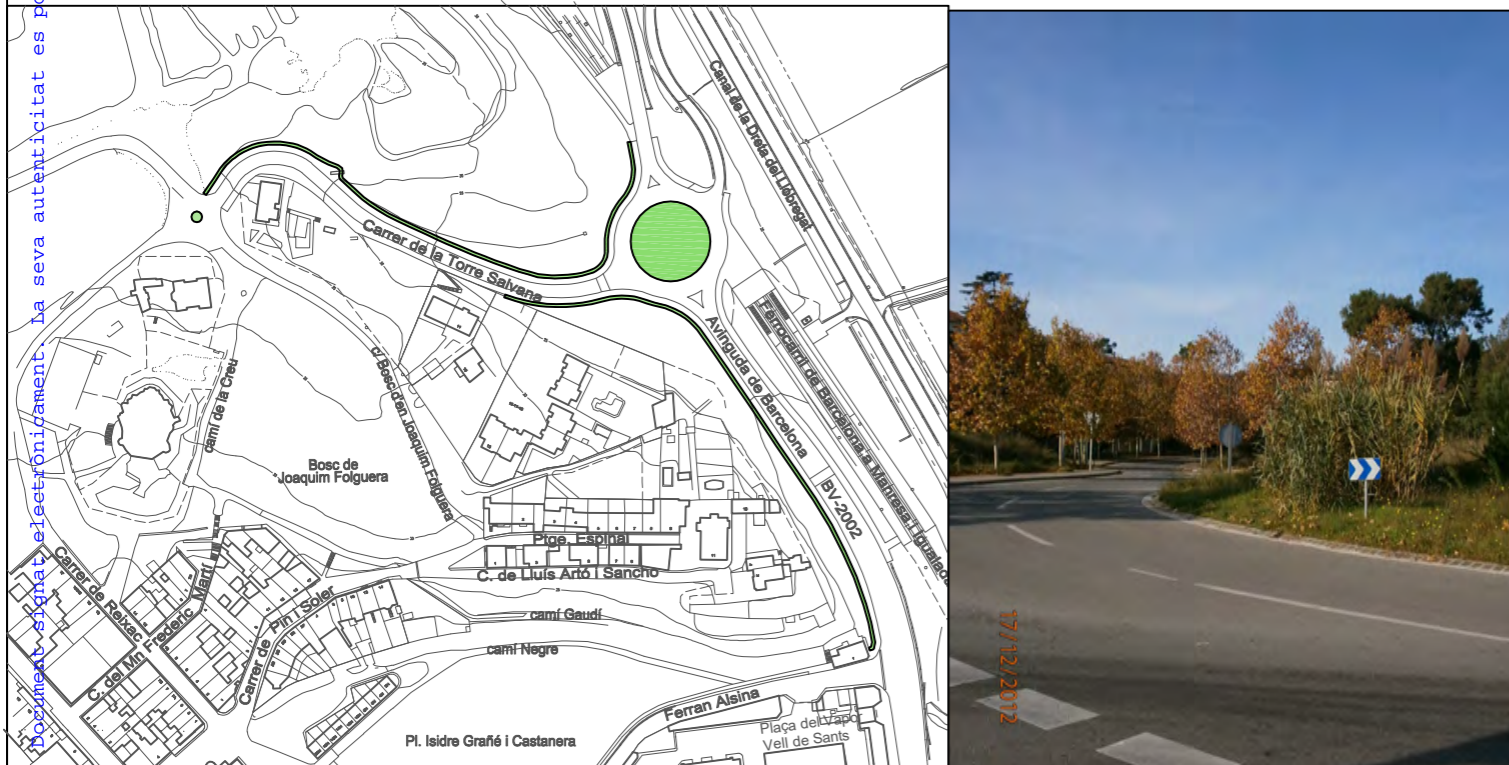 Document signat electrònicament. La seva autenticitat es po
Canal de la Dreta del Llobregat
Carrer de la Torre Salvana
Avinguda de Barcelona
Ferrocarril de Barcelona a Manresa i Igualada
BV-2002
camí de la Creu
c/ Bosc d'en Joaquim Folguera
Bosc de
Joaquim Folguera
Ptge. Espinal
C. de Lluís Artó i Sancho
camí Gaudí
camí Negre
Carrer de Reixac
C. del Mn Frederic Martí
Carrer de Pin i Soler
Ferran Alsina
Plaça del Vapor
Vell de Sants
Pl. Isidre Grañé i Castanera
17/12/2012